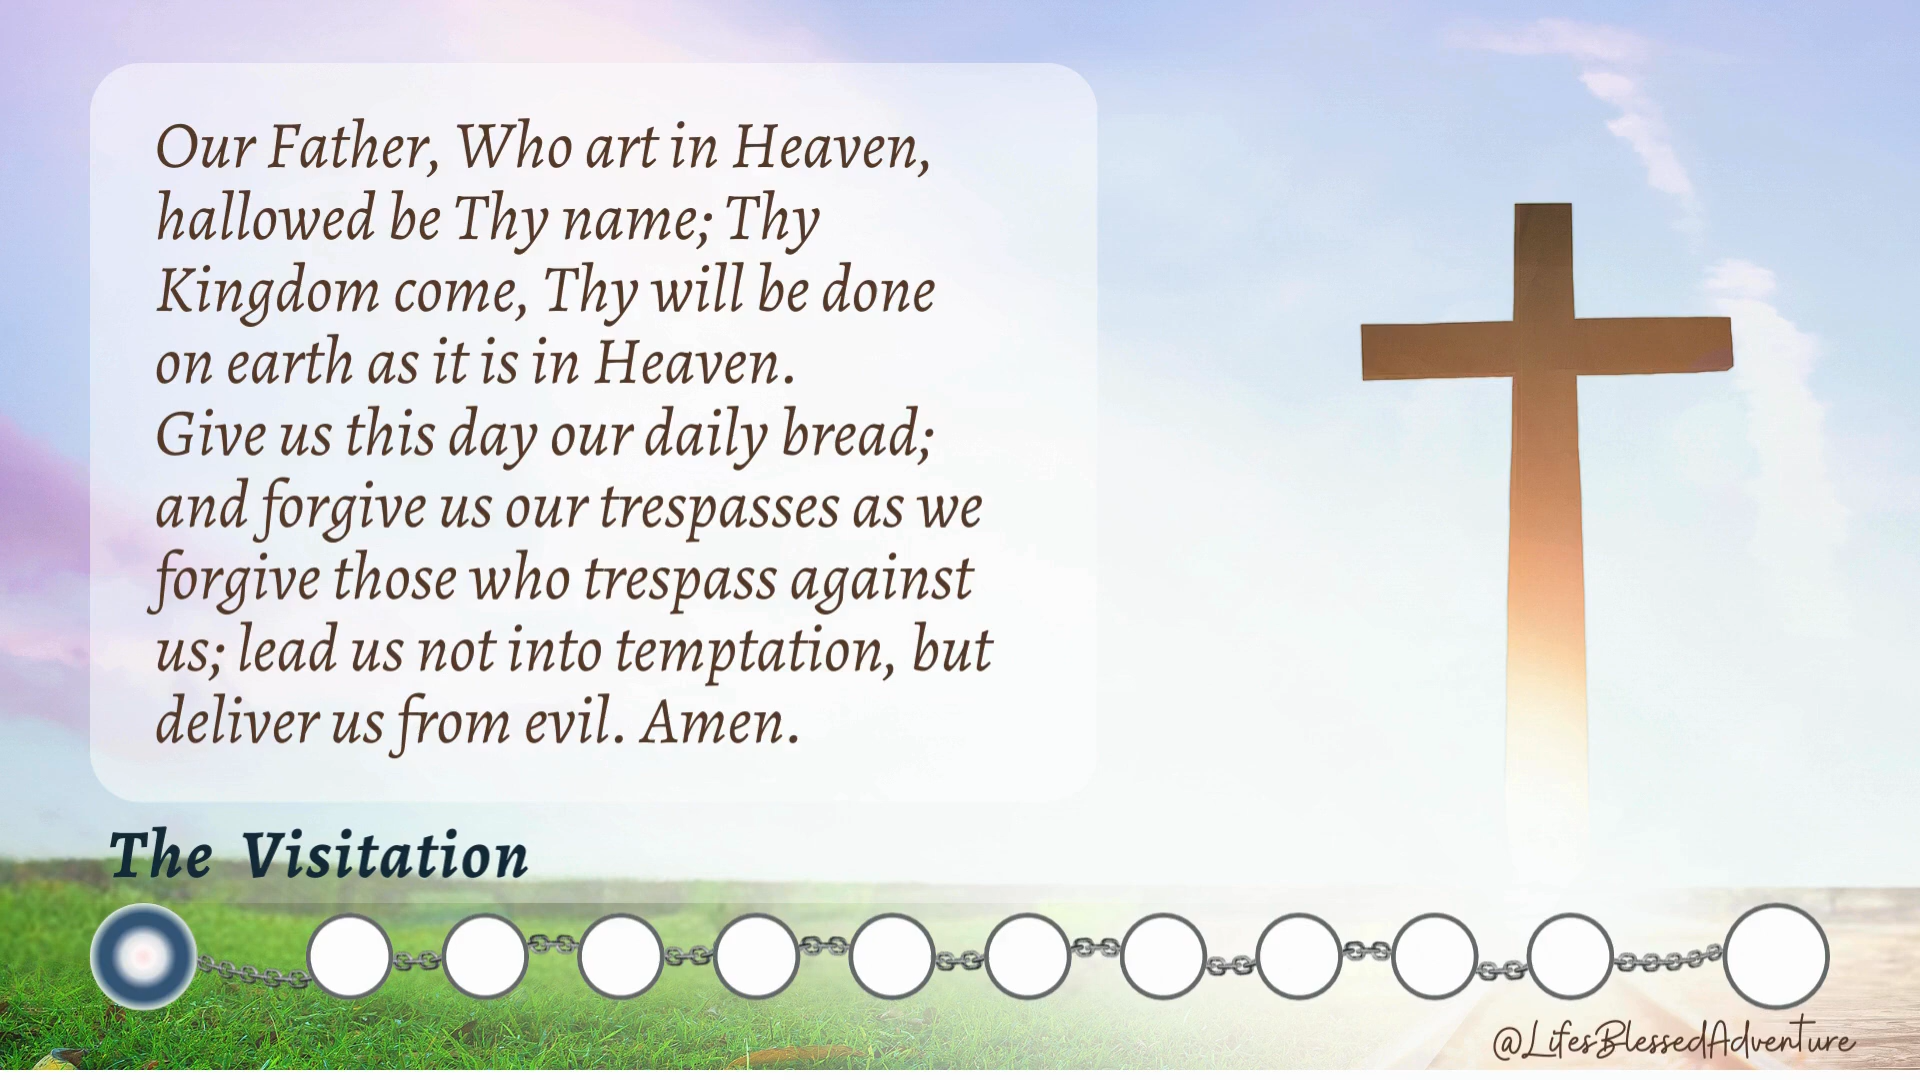 Our Father, Who art in Heaven,
hallowed be Thy name; Thy
Kingdom come, Thy will be done
on earth as it is in Heaven.
Give us this day our daily bread;
and forgive us our trespasses as we
forgive those who trespass against
us; lead us not into temptation, but
deliver us from evil. Amen.
The Visitation
@LifesBlessedAdventure